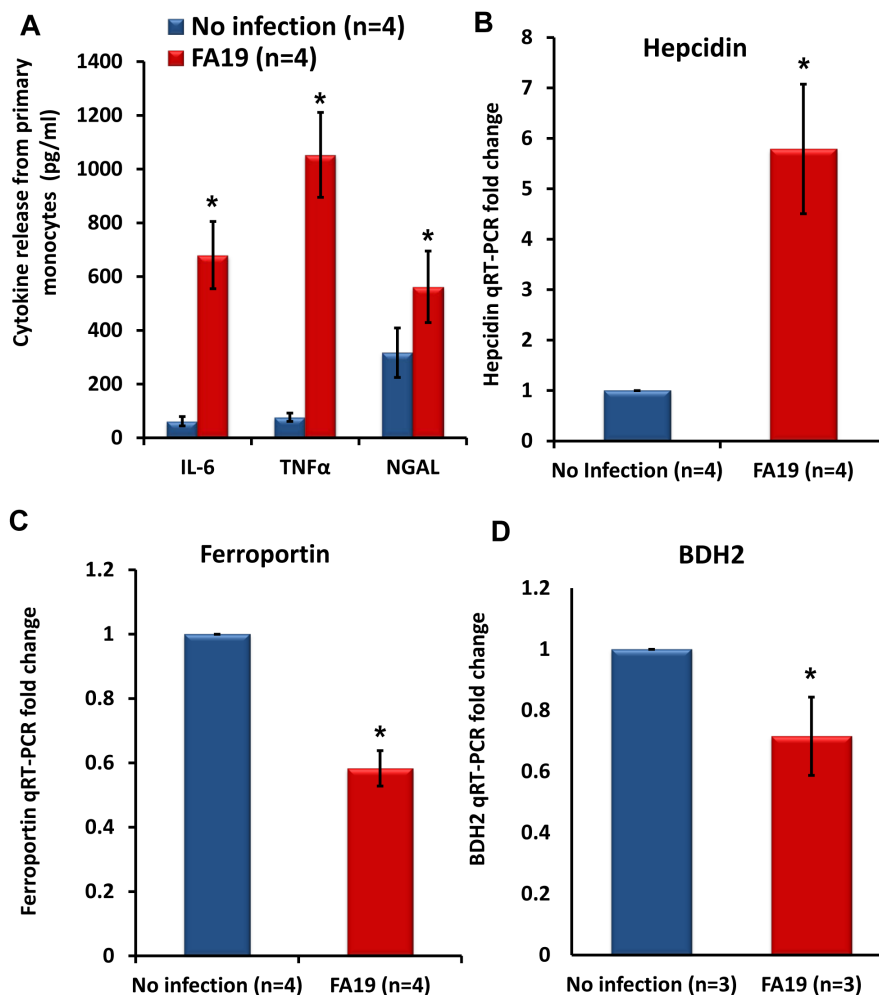 A
No infection (n=4)
FA19 (n=4)
Cytokine release from primary
monocytes (pg/ml)
1400
1200
1000
800
600
400
200
0
*
*
*
IL-6
TNFα
NGAL
B
Hepcidin
Hepcidin qRT-PCR fold change
8
7
6
5
4
3
2
1
0
*
No Infection (n=4)
FA19 (n=4)
C
Ferroportin
Ferroportin qRT-PCR fold change
1.2
1
0.8
0.6
0.4
0.2
0
*
No infection (n=4)
FA19 (n=4)
D
BDH2
BDH2 qRT-PCR fold change
1.2
1
0.8
0.6
0.4
0.2
0
*
No infection (n=3)
FA19 (n=3)